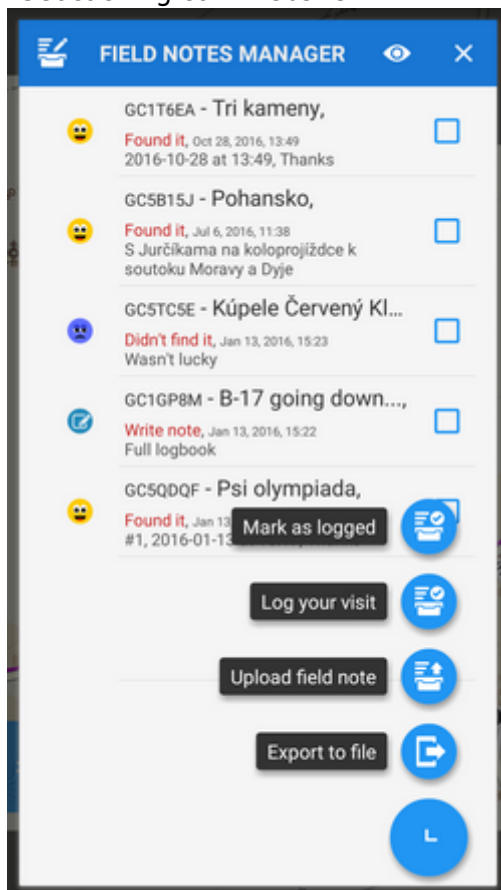 FIELD NOTES MANAGER
GC1T6EA - Tri kameny,
Found it, Oct 28, 2016, 13:49
2016-10-28 at 13:49, Thanks
GC5B15J - Pohansko,
Found it, Jul 6, 2016, 11:38
S Jurčíkama na koloprojížďce k
soutoku Moravy a Dyje
GC5TC5E - Kúpele Červený Kl...
Didn't find it, Jan 13, 2016, 15:23
Wasn't lucky
GC1GP8M - B-17 going down...,
Write note, Jan 13, 2016, 15:22
Full logbook
GC5QDQF - Psi olympiada,
Found it, Jan 13
#1, 2016-01-13
Mark as logged
Log your visit
Upload field note
Export to file